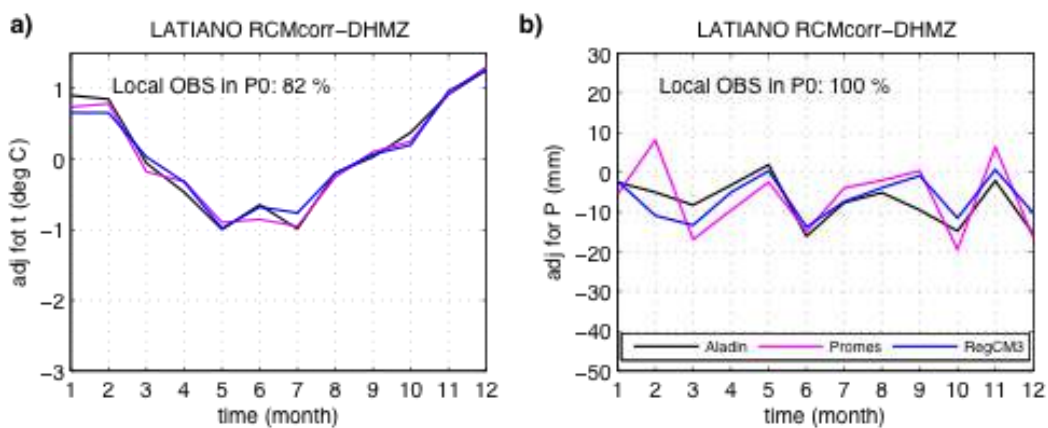 a)
LATIANO RCMcorr-DHMZ
Local OBS in P0: 82 %
1
0
−1
−2
−3
adj fot t (deg C)
1 2 3 4 5 6 7 8 9 10 11 12
time (month)
b)
LATIANO RCMcorr-DHMZ
Local OBS in P0: 100 %
30
20
10
0
−10
−20
−30
−40
−50
adj for P (mm)
Aladin Promes RegCM3
1 2 3 4 5 6 7 8 9 10 11 12
time (month)